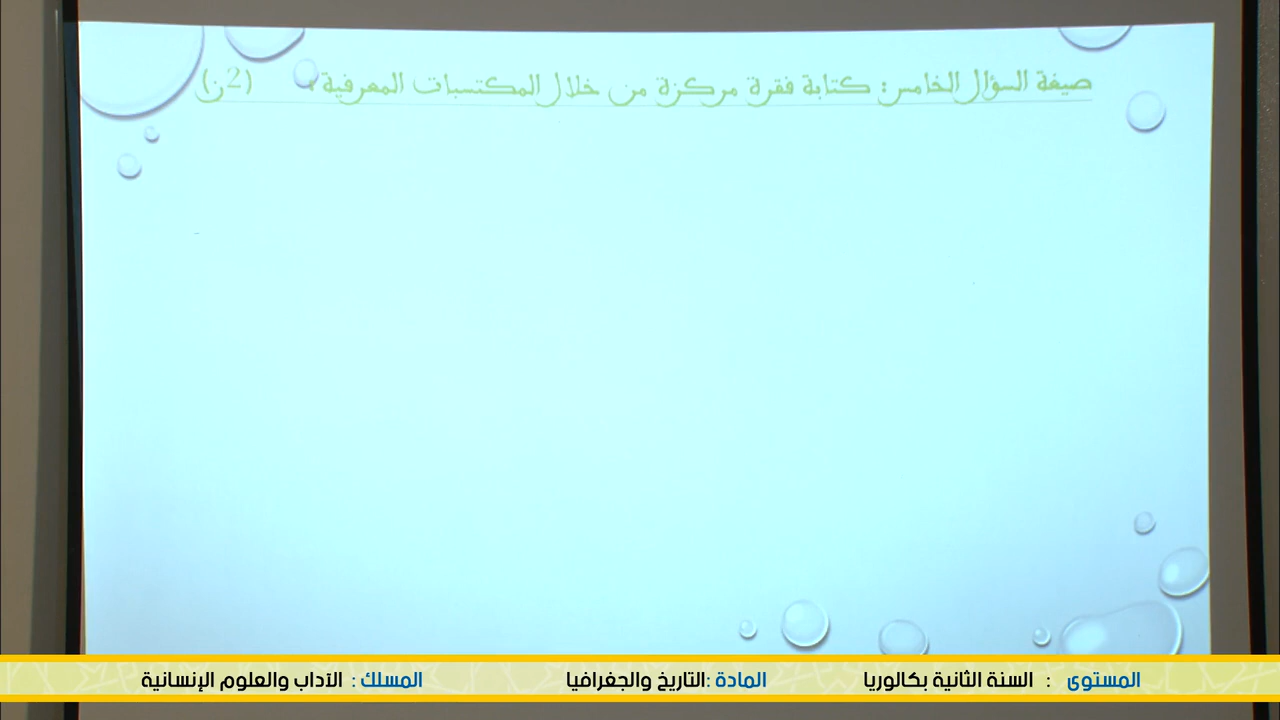 صيغة السؤال الخامس: كتابة فقرة مركزة من خلال المكتسبات المعرفية : (2ن)
المستوى : السنة الثانية بكالوريا المادة :التاريخ والجغرافيا المسلك : الآداب والعلوم الإنسانية